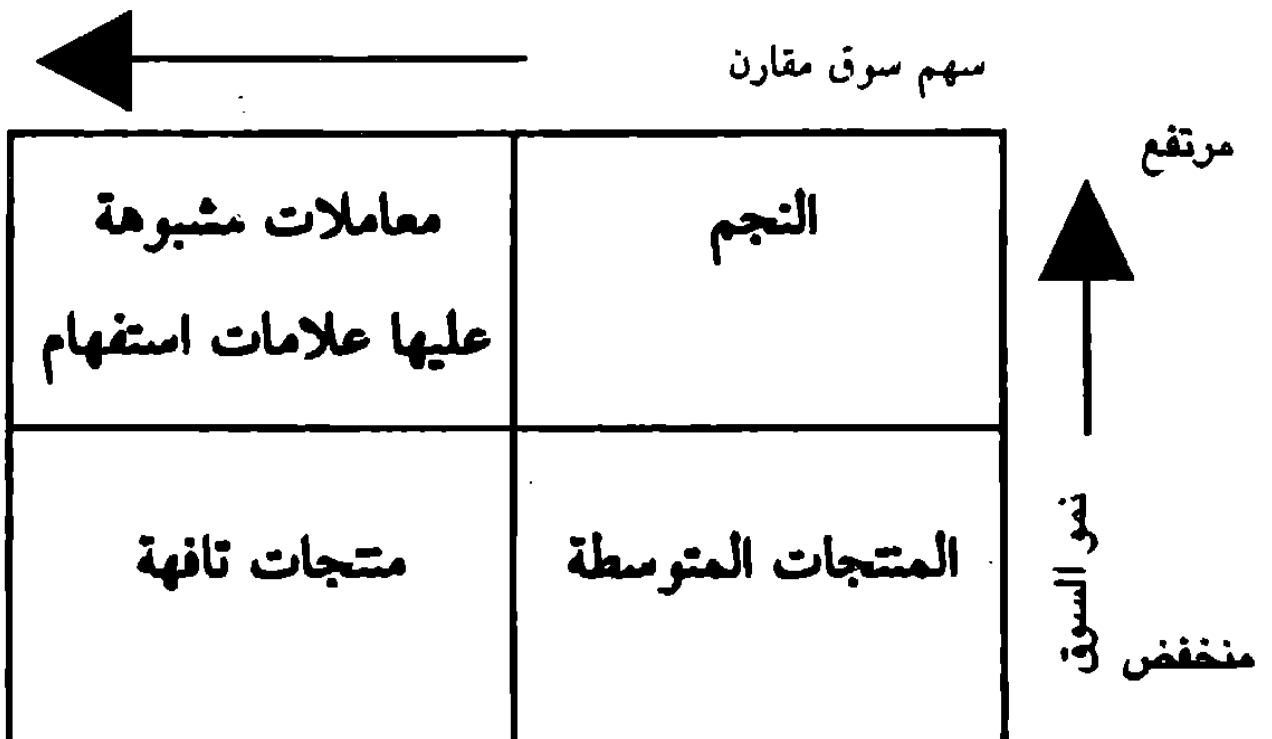 سهم سوق مقارن
مرتفع
النجم
معاملات مشبوهة
عليها علامات استفهام
نمو السوق
المنتجات المتوسطة
منتجات تافهة
منخفض